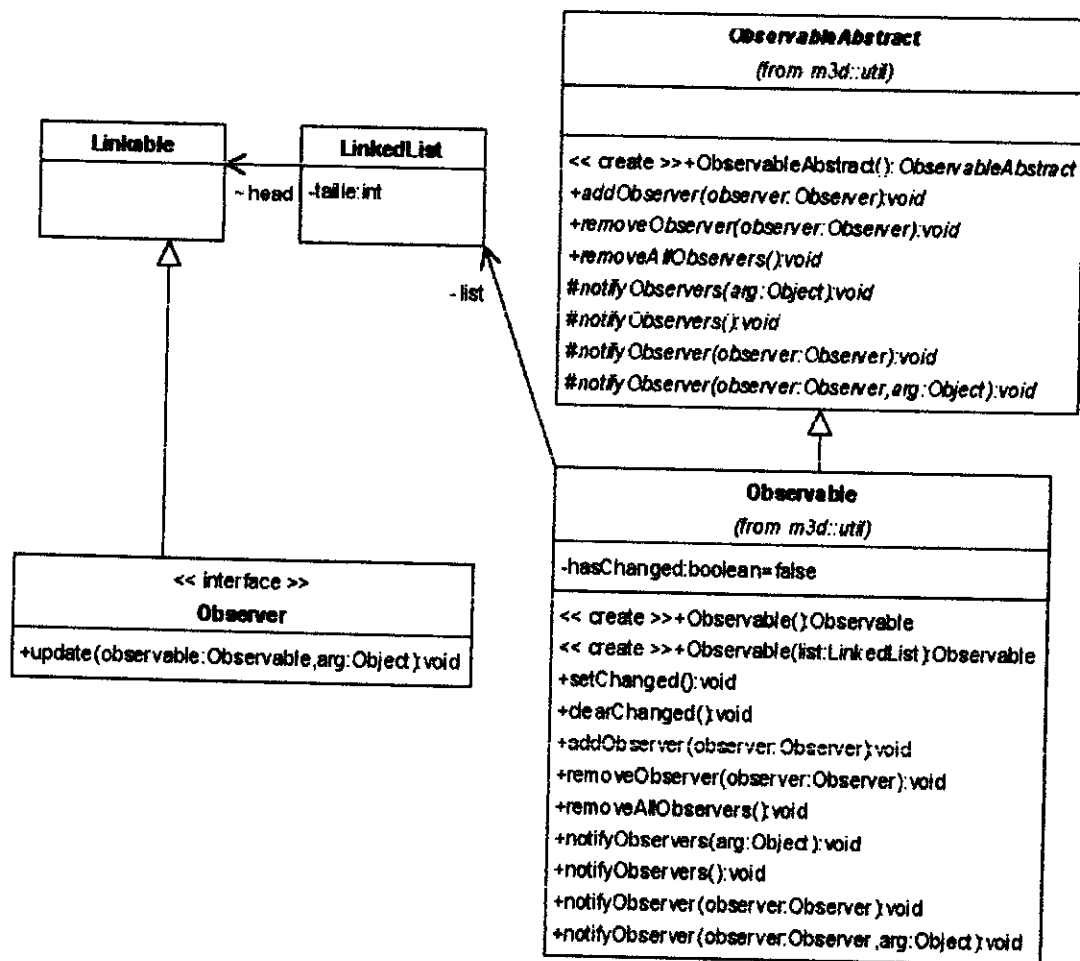 ObservableAbstract
(from m3d::util)
<< create >>+ObservableAbstract(): ObservableAbstract
+addObserver(observer:Observer):void
+removeObserver(observer:Observer):void
+removeAllObservers():void
#notifyObservers(arg:Object):void
#notifyObservers():void
#notifyObserver(observer:Observer):void
#notifyObserver(observer:Observer,arg:Object):void
Linkable
LinkedList
~head
-taille:int
-list
<< interface >>
Observer
+update(observable:Observable,arg:Object):void
Observable
(from m3d::util)
-hasChanged:boolean=false
<< create >>+Observable():Observable
<< create >>+Observable(list:LinkedList):Observable
+setChanged():void
+clearChanged():void
+addObserver(observer:Observer):void
+removeObserver(observer:Observer):void
+removeAllObservers():void
+notifyObservers(arg:Object):void
+notifyObservers():void
+notifyObserver(observer:Observer):void
+notifyObserver(observer:Observer,arg:Object):void